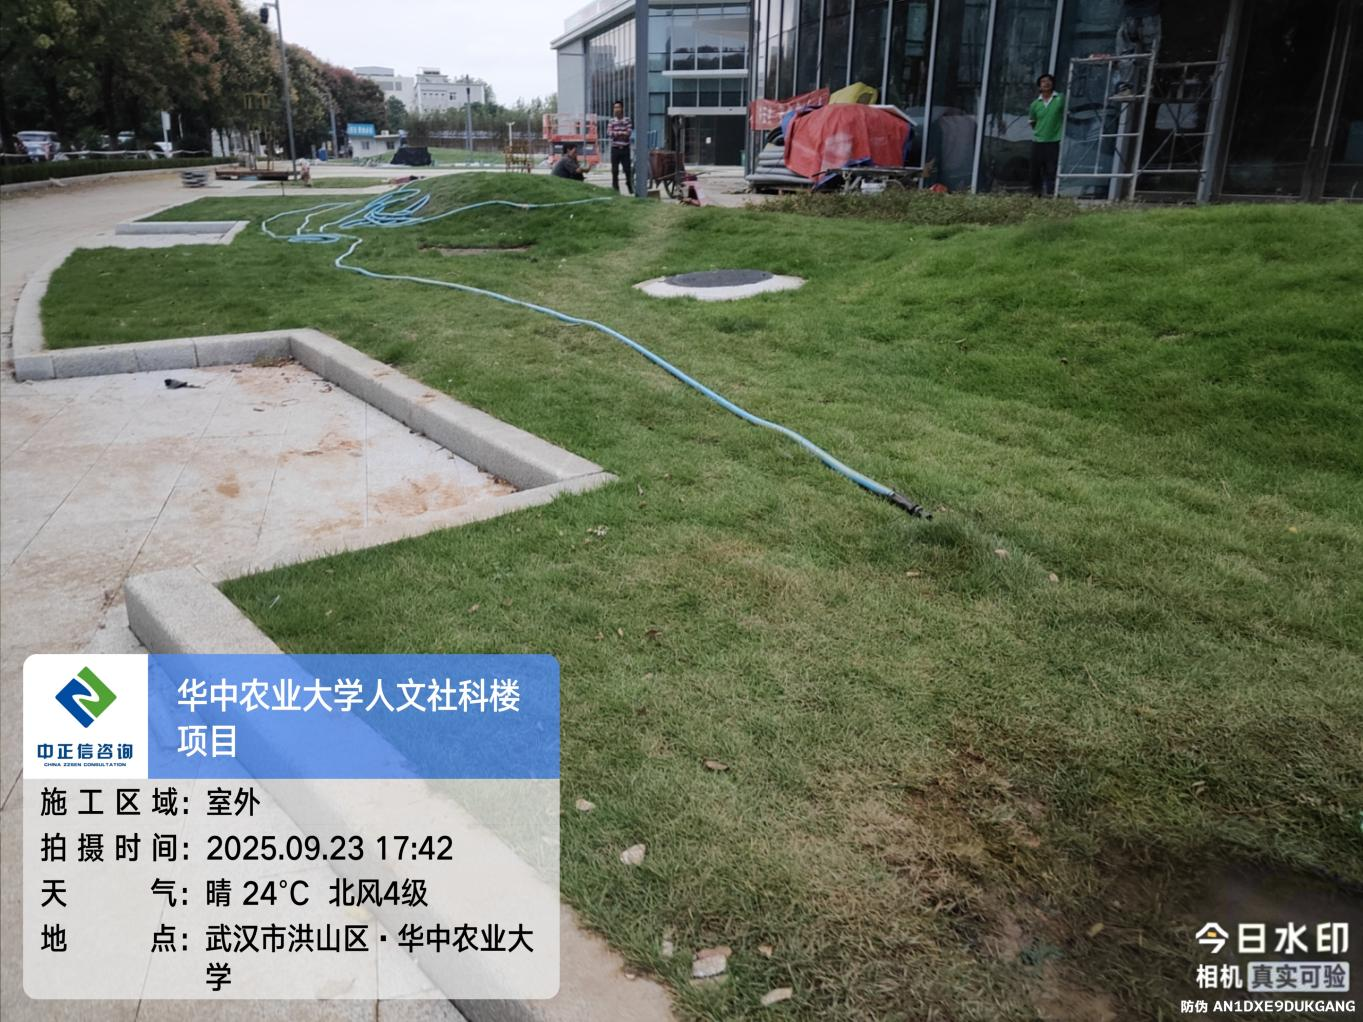 华中农业大学人文社科楼
项目
中正信咨询
CHINA ZZSEN CONSULTATION
施工区域：室外
拍摄时间：2025.09.23 17:42
天气：晴 24℃ 北风4级
地点：武汉市洪山区·华中农业大
学
今日水印
相机 真实可验
防伪 AN1DXE9DUKGANG